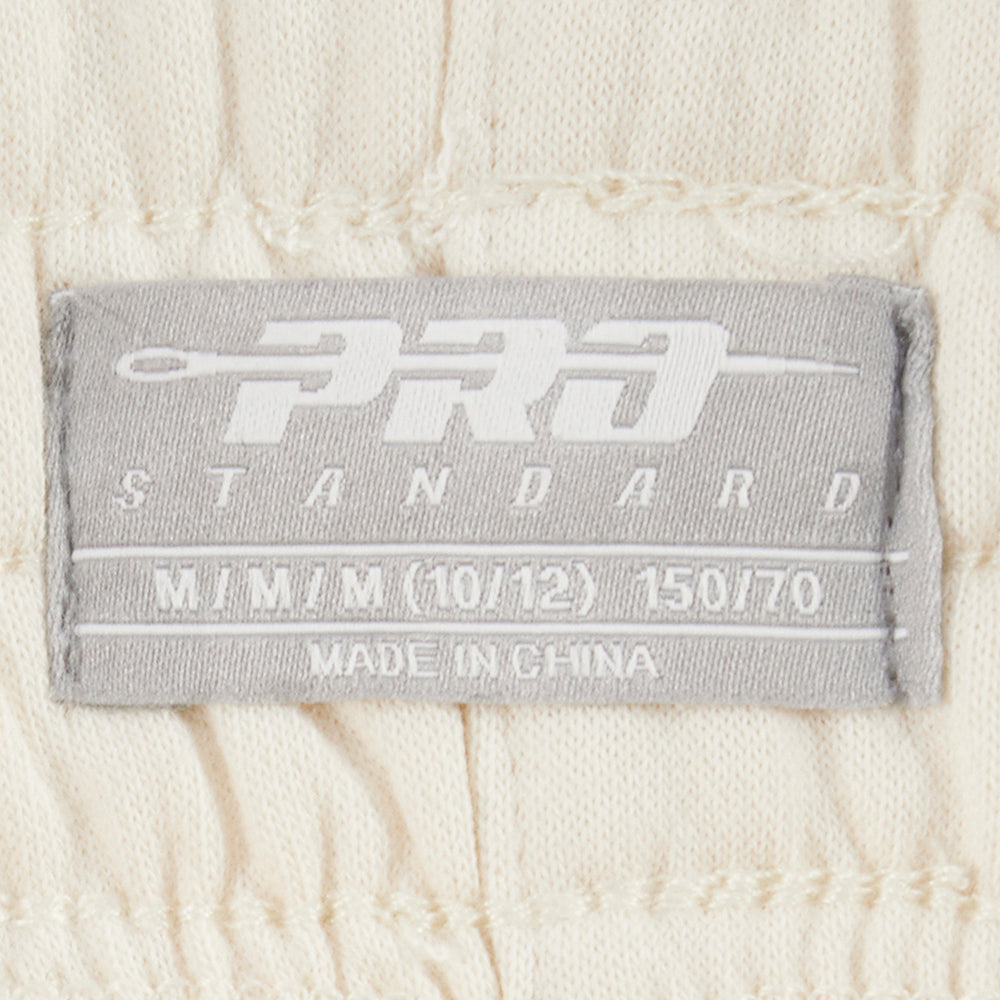 PRO
STANDARD
M/M/M (10/12) 150/70
MADE IN CHINA